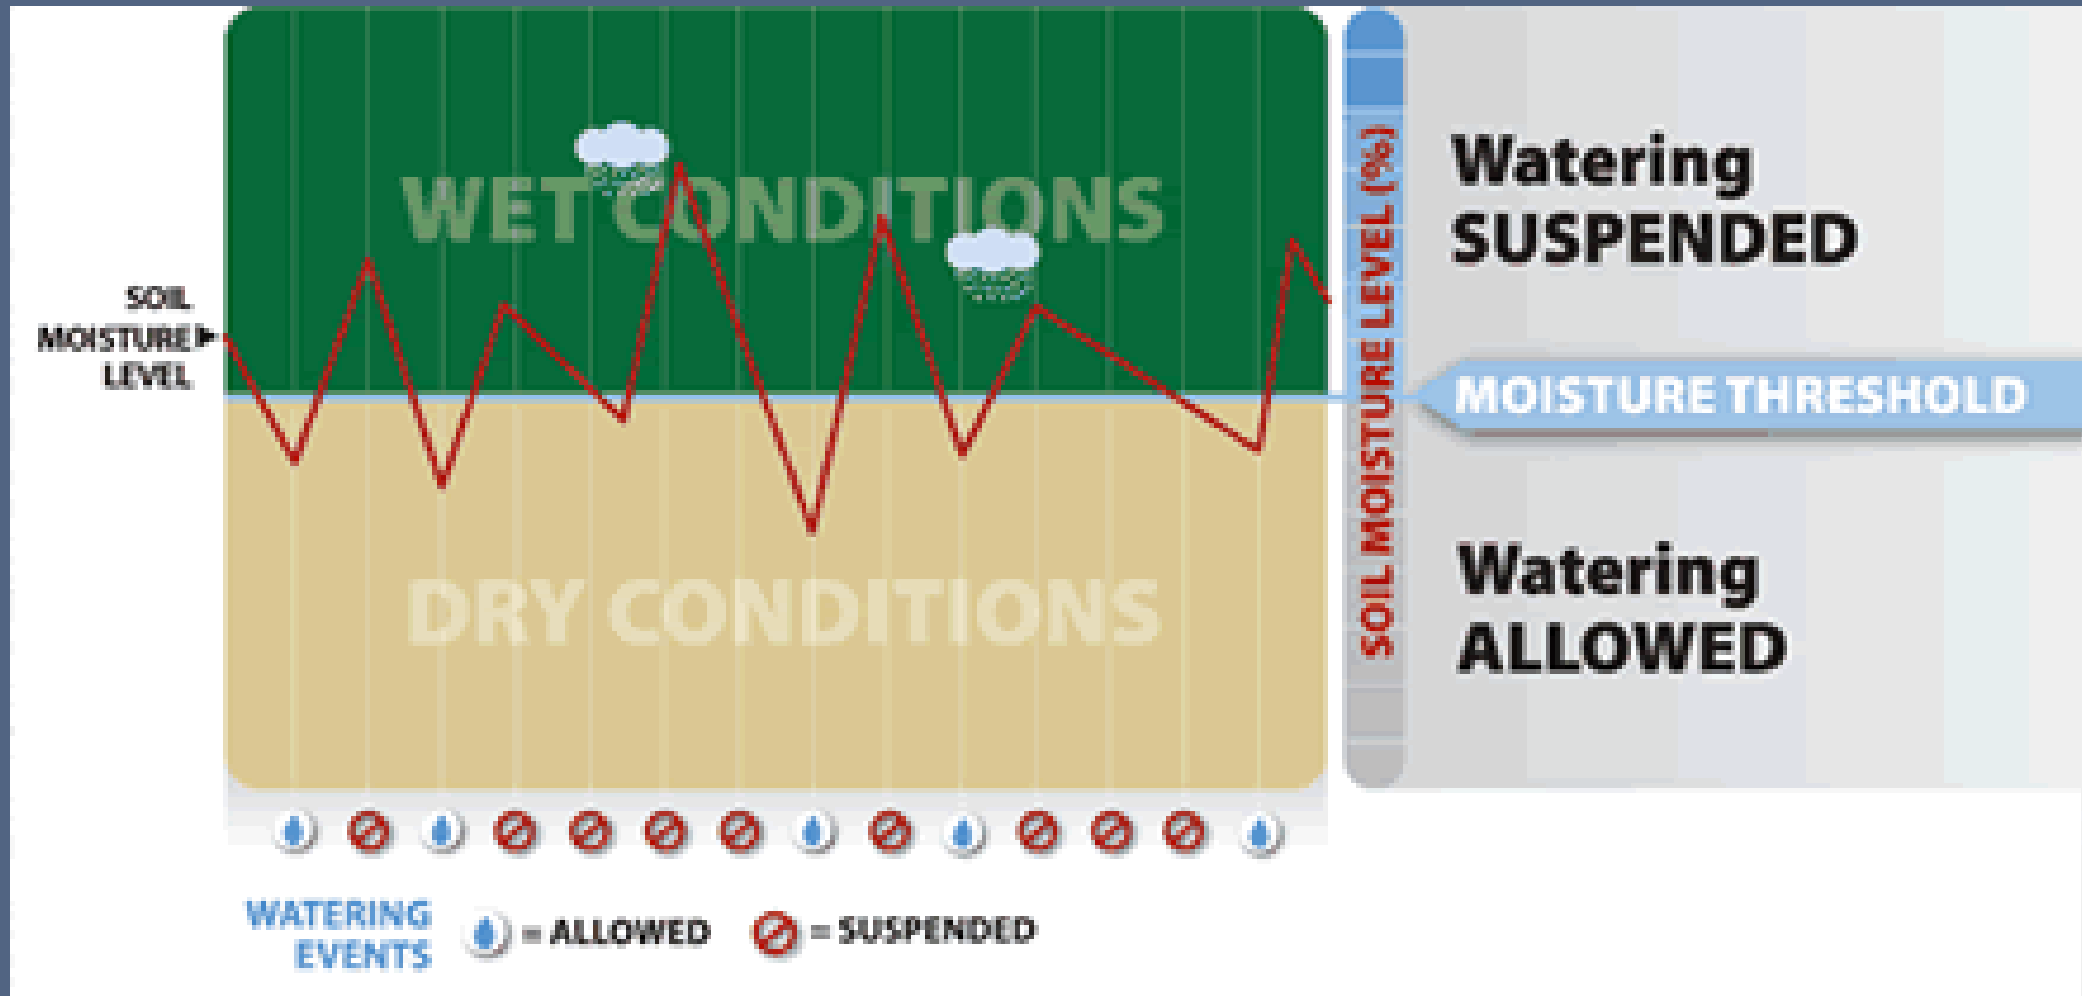 WET CONDITIONS
SOIL
MOISTURE
LEVEL
DRY CONDITIONS
SOIL MOISTURE LEVEL (%)
Watering
SUSPENDED
MOISTURE THRESHOLD
Watering
ALLOWED
WATERING
EVENTS
= ALLOWED
= SUSPENDED